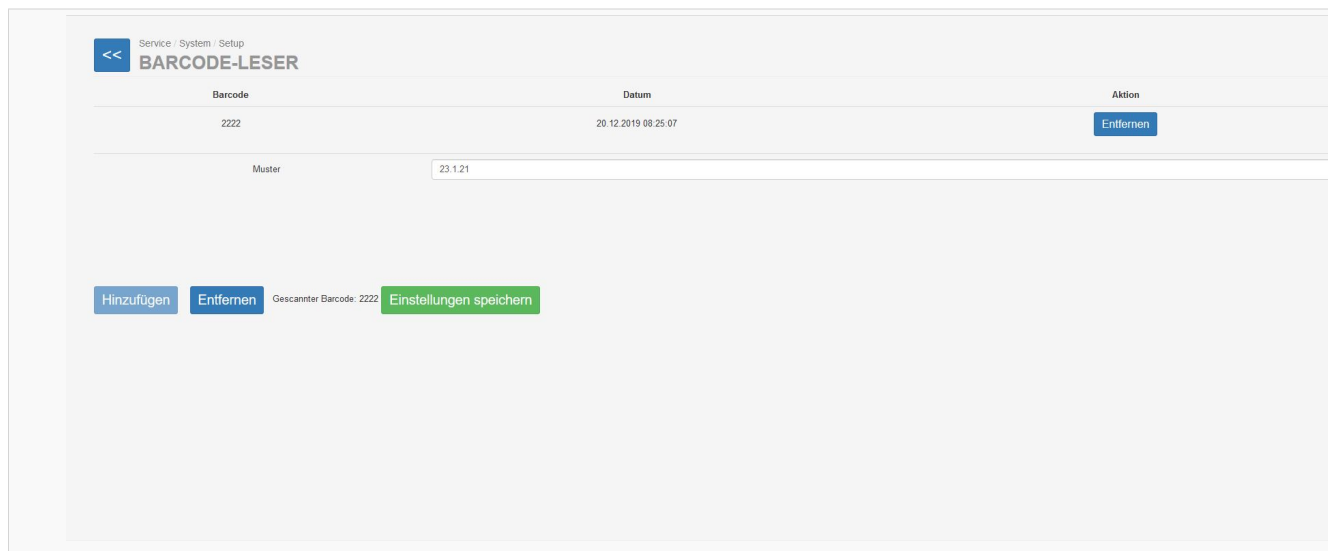 <<
Service / System / Setup
BARCODE-LESER
Barcode Datum Aktion
2222 20.12.2019 08:25:07 Entfernen
Muster 23.1.21
Hinzufügen Entfernen Gescannter Barcode: 2222 Einstellungen speichern